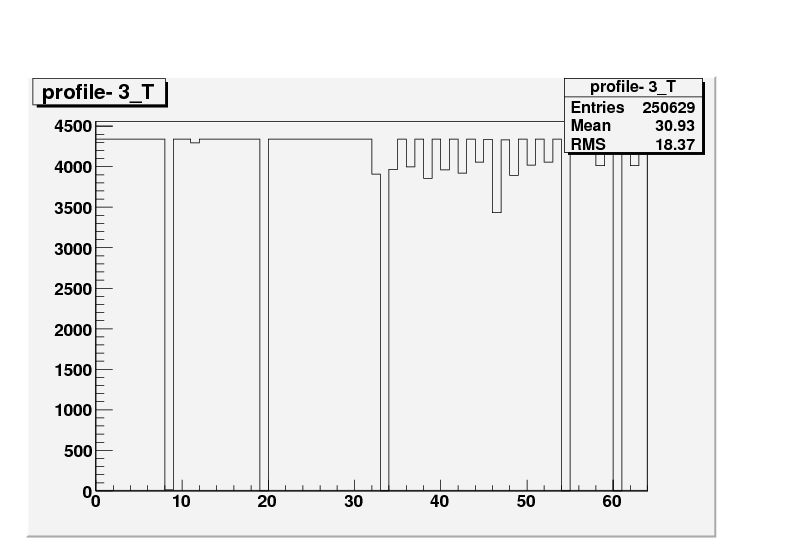 profile- 3_T
profile- 3_T
Entries 250629
Mean 30.93
RMS 18.37
4500
4000
3500
3000
2500
2000
1500
1000
500
0
0 10 20 30 40 50 60